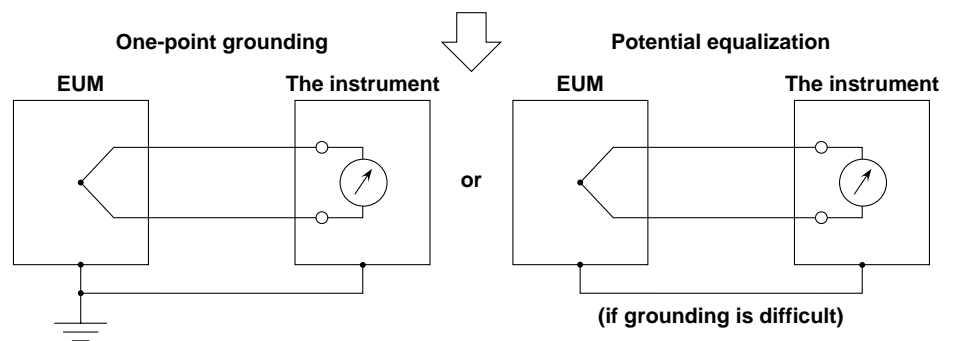 One-point grounding
Potential equalization
EUM
The instrument
EUM
The instrument
or
(if grounding is difficult)